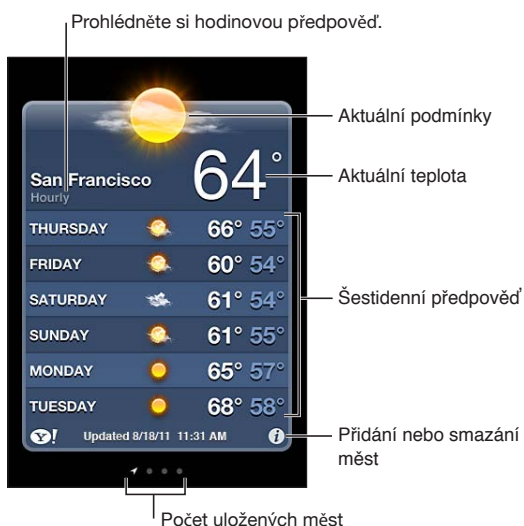 Prohlédněte si hodinovou předpověď.
Aktuální podmínky
San Francisco
Hourly
64°
Aktuální teplota
THURSDAY 66° 55°
FRIDAY 60° 54°
SATURDAY 61° 54°
SUNDAY 61° 55°
MONDAY 65° 57°
TUESDAY 68° 58°
Šestidenní předpověď
Y! Updated 8/18/11 11:31 AM i
Přidání nebo smazání
měst
Počet uložených měst